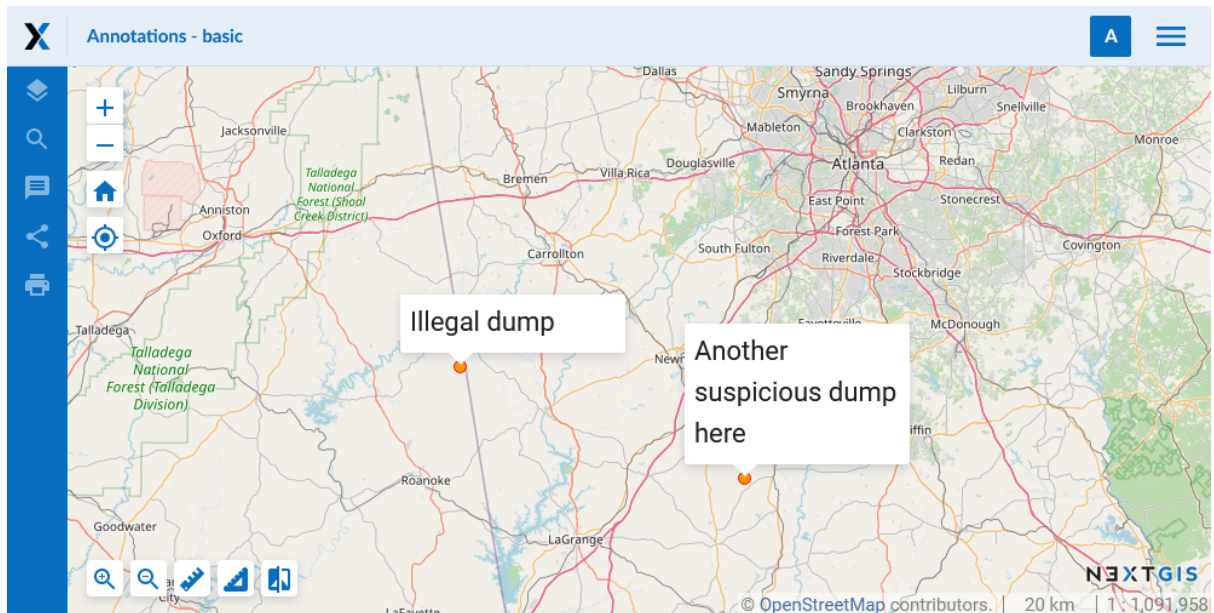 Annotations - basic
A
Dallas
Sandy Springs
Lilburn
Smyrna
Brookhaven
Snellville
Jacksonville
Mableton
Clarkston
Monroe
Talladega
National
Forest (Shoal
Creek District)
Bremen
Villa Rica
Douglasville
Atlanta
Redan
Anniston
East Point
Stonecrest
Oxford
Forest Park
Carrollton
South Fulton
Riverdale
Covington
Stockbridge
Illegal dump
Talladega
Talladega
National
Forest (Talladega
Division)
McDonough
Another
suspicious dump
here
Roanoke
Goodwater
LaGrange
City
NEXTGIS
© OpenStreetMap contributors. | 20 km | 1 : 1,091,958